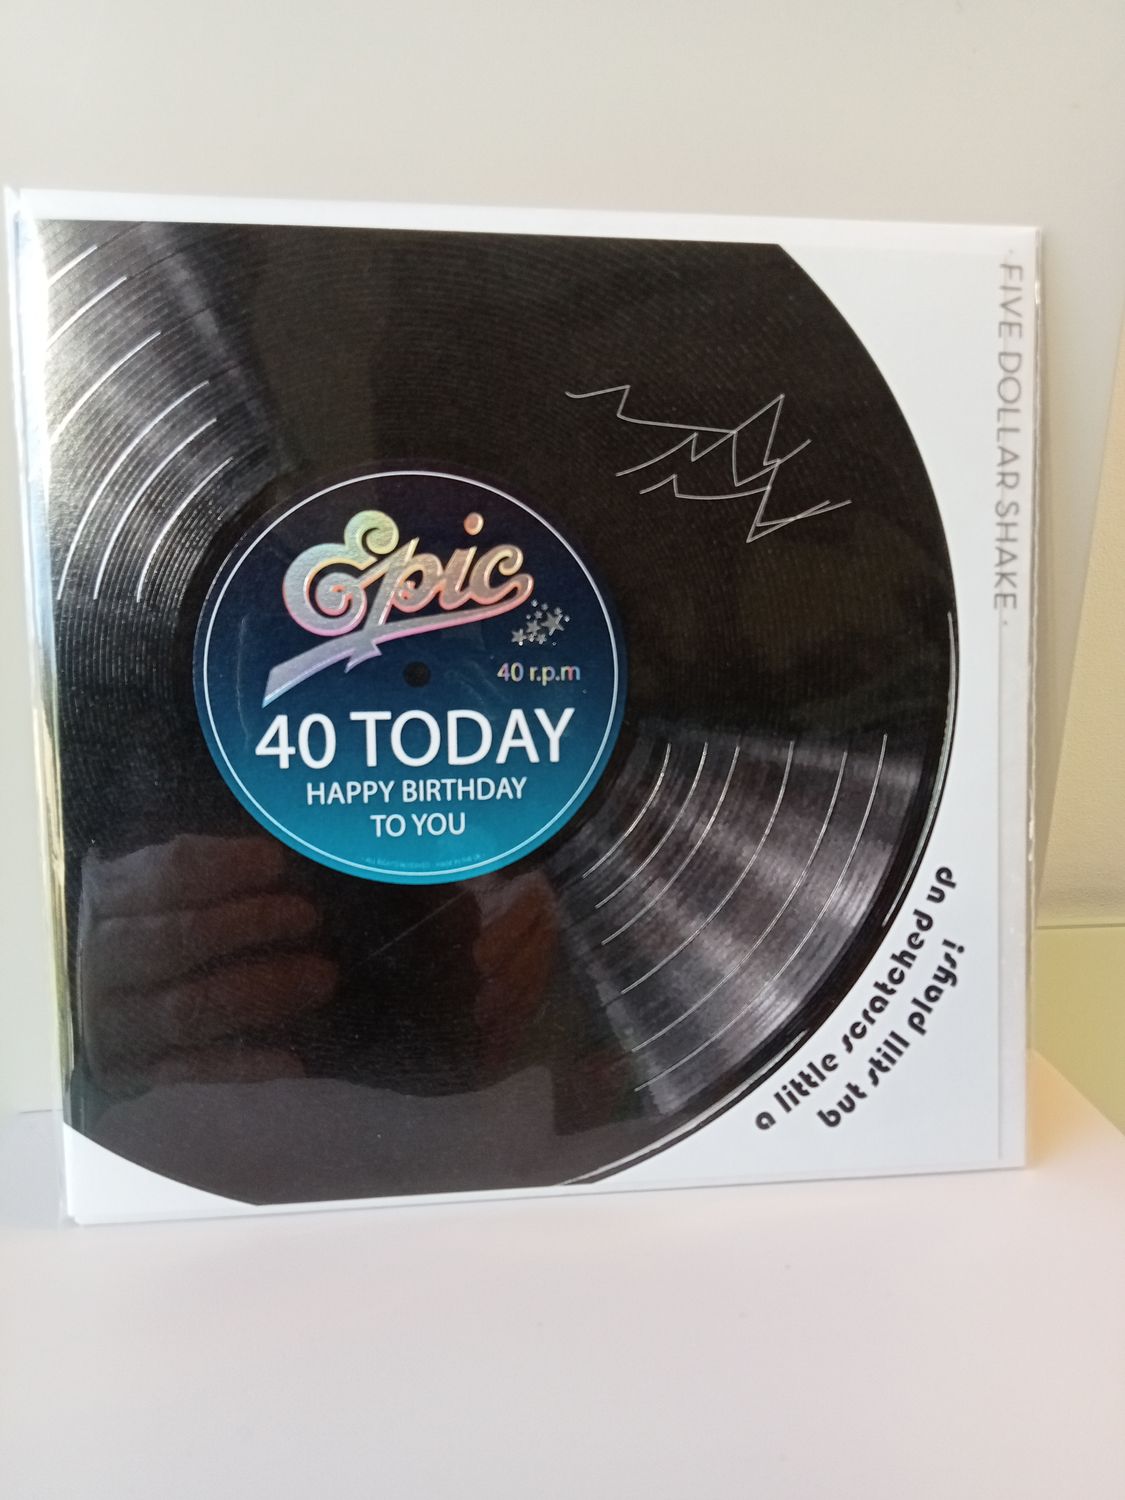 · FIVE DOLLAR SHAKE ·
Epic
40 r.p.m
40 TODAY
HAPPY BIRTHDAY
TO YOU
a little scratched up
but still plays!